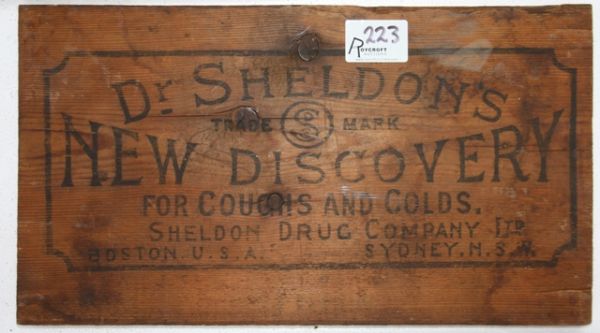 223
ROYCROFT
Dr SHELDON'S
TRADE MARK
NEW DISCOVERY
FOR COUGHS AND COLDS.
SHELDON DRUG COMPANY LTD
BOSTON. U.S.A. SYDNEY. N.S.W.